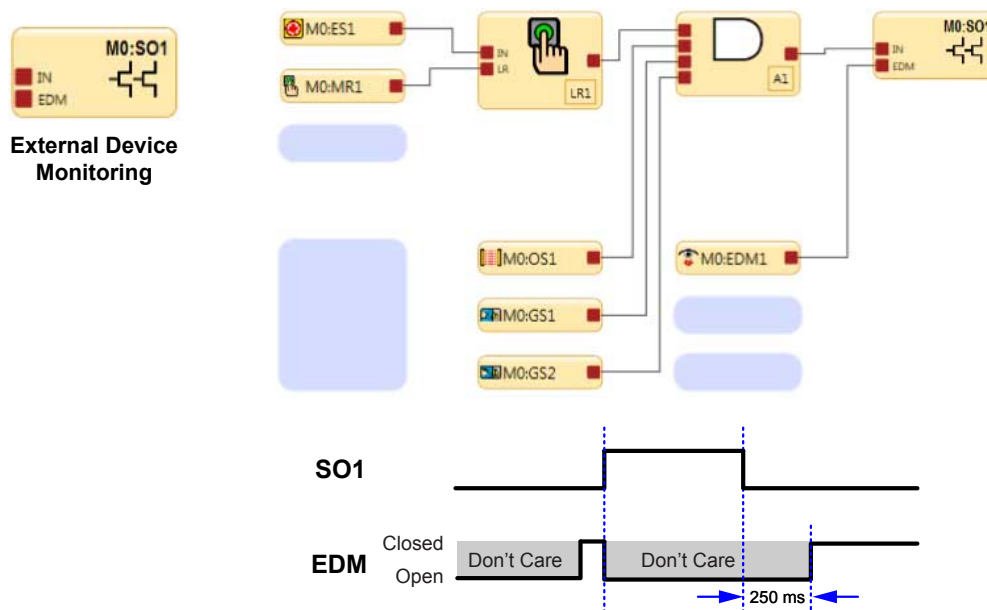 M0:SO1
IN
EDM
External Device
Monitoring
M0:ES1
M0:MR1
IN
LR
LR1
A1
M0:SO1
IN
EDM
M0:OS1
M0:EDM1
M0:GS1
M0:GS2
SO1
EDM
Closed
Open
Don't Care
Don't Care
250 ms